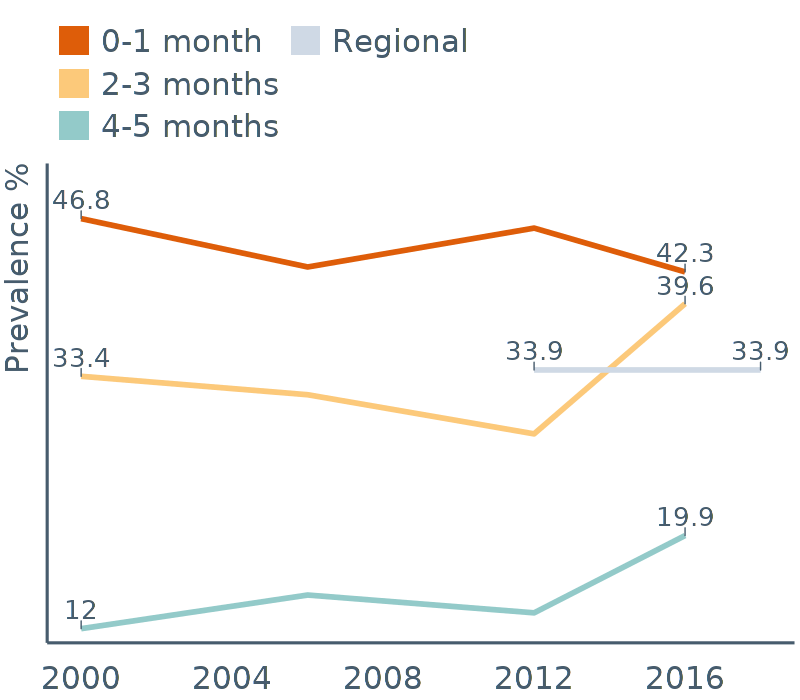 0-1 month
Regional
2-3 months
4-5 months
Prevalence %
46.8
42.3
39.6
33.9
33.9
33.4
19.9
12
2000 2004 2008 2012 2016